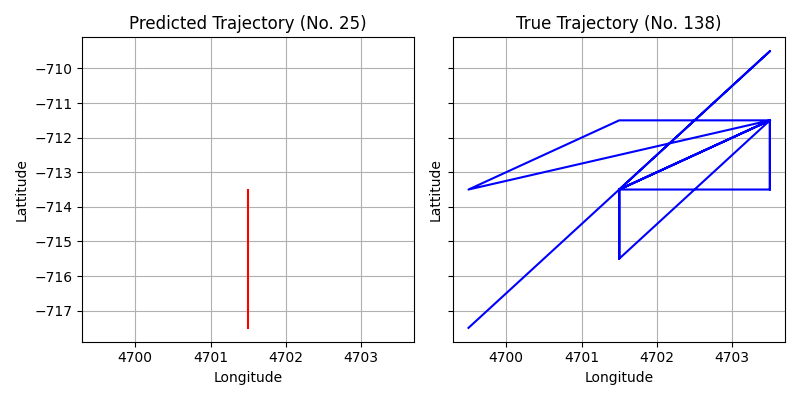 Predicted Trajectory (No. 25)
True Trajectory (No. 138)
Lattitude
−710
−711
−712
−713
−714
−715
−716
−717
4700
4701
4702
4703
Longitude
Lattitude
4700
4701
4702
4703
Longitude